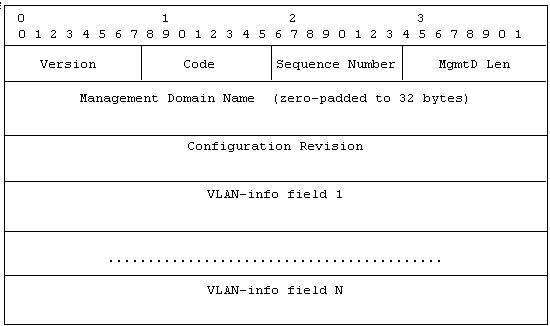 0 1 2 3
0 1 2 3 4 5 6 7 8 9 0 1 2 3 4 5 6 7 8 9 0 1 2 3 4 5 6 7 8 9 0 1
Version Code Sequence Number MgmtD Len
Management Domain Name (zero-padded to 32 bytes)
Configuration Revision
VLAN-info field 1
..........................................
VLAN-info field N